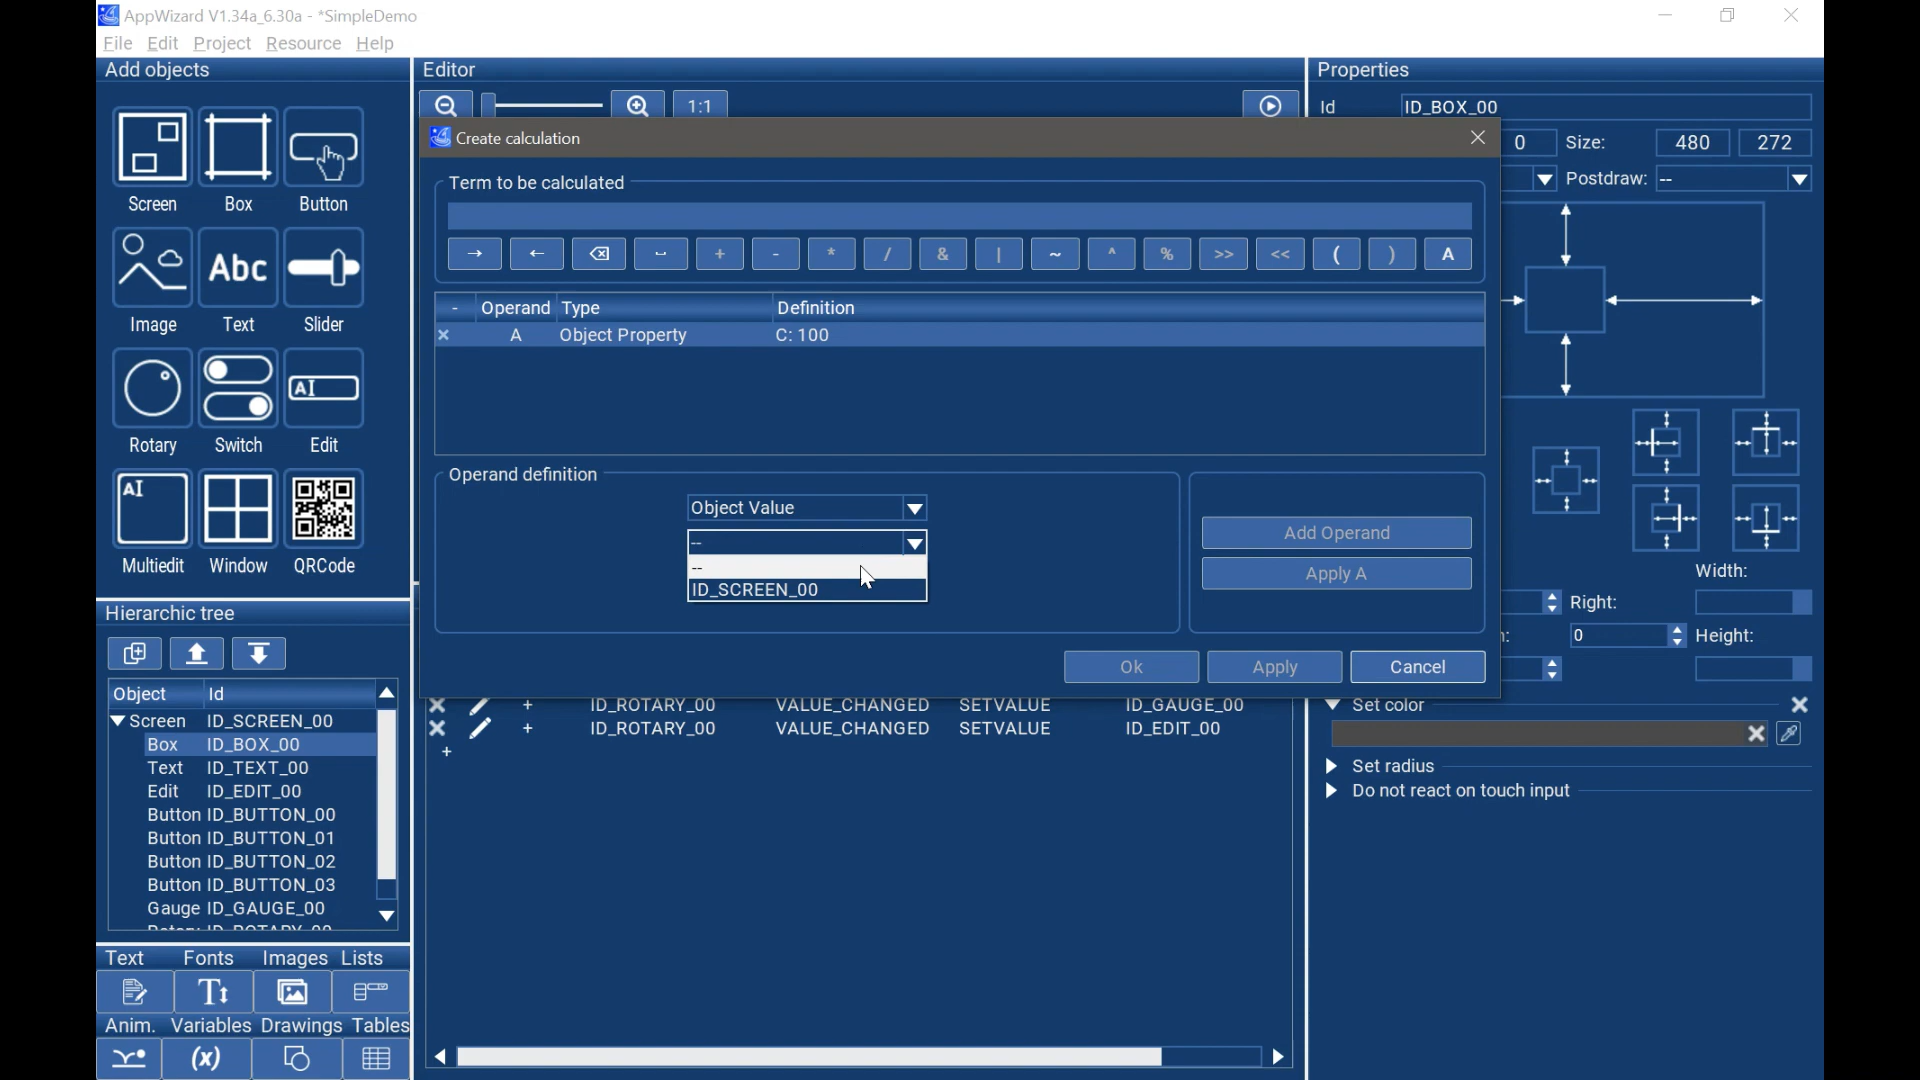 AppWizard V1.34a_6.30a - *SimpleDemo
File Edit Project Resource Help
Add objects
Screen Box Button
Abc
Image Text Slider
AI
Rotary Switch Edit
AI
Multiedit Window QRCode
Hierarchic tree
Object Id
Screen ID_SCREEN_00
Box ID_BOX_00
Text ID_TEXT_00
Edit ID_EDIT_00
Button ID_BUTTON_00
Button ID_BUTTON_01
Button ID_BUTTON_02
Button ID_BUTTON_03
Gauge ID_GAUGE_00
Text Fonts Images Lists
Anim. Variables Drawings Tables
(x)
Editor
1:1
Create calculation
Term to be calculated
→ ← + - * / & | ~ ^ % >> << ( ) A
- Operand Type Definition
× A Object Property C: 100
Operand definition
Object Value
--
--
ID_SCREEN_00
Add Operand
Apply A
Ok Apply Cancel
+ ID_ROTARY_00 VALUE_CHANGED SETVALUE ID_GAUGE_00
+ ID_ROTARY_00 VALUE_CHANGED SETVALUE ID_EDIT_00
+
Properties
Id ID_BOX_00
0 Size: 480 272
Postdraw: --
Width:
Right:
0 Height:
Set color
Set radius
Do not react on touch input